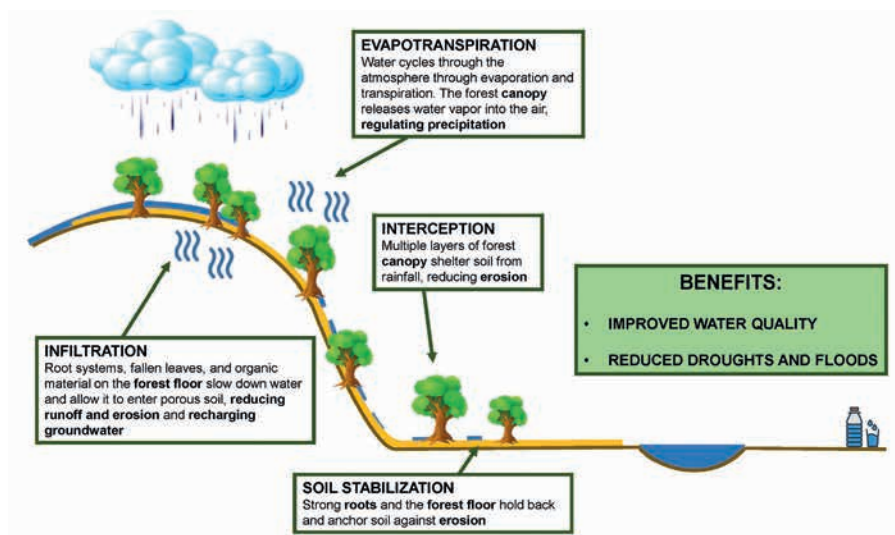 EVAPOTRANSPIRATION
Water cycles through the
atmosphere through evaporation and
transpiration. The forest canopy
releases water vapor into the air,
regulating precipitation
INTERCEPTION
Multiple layers of forest
canopy shelter soil from
rainfall, reducing erosion
BENEFITS:
• IMPROVED WATER QUALITY
• REDUCED DROUGHTS AND FLOODS
INFILTRATION
Root systems, fallen leaves, and organic
material on the forest floor slow down water
and allow it to enter porous soil, reducing
runoff and erosion and recharging
groundwater
SOIL STABILIZATION
Strong roots and the forest floor hold back
and anchor soil against erosion